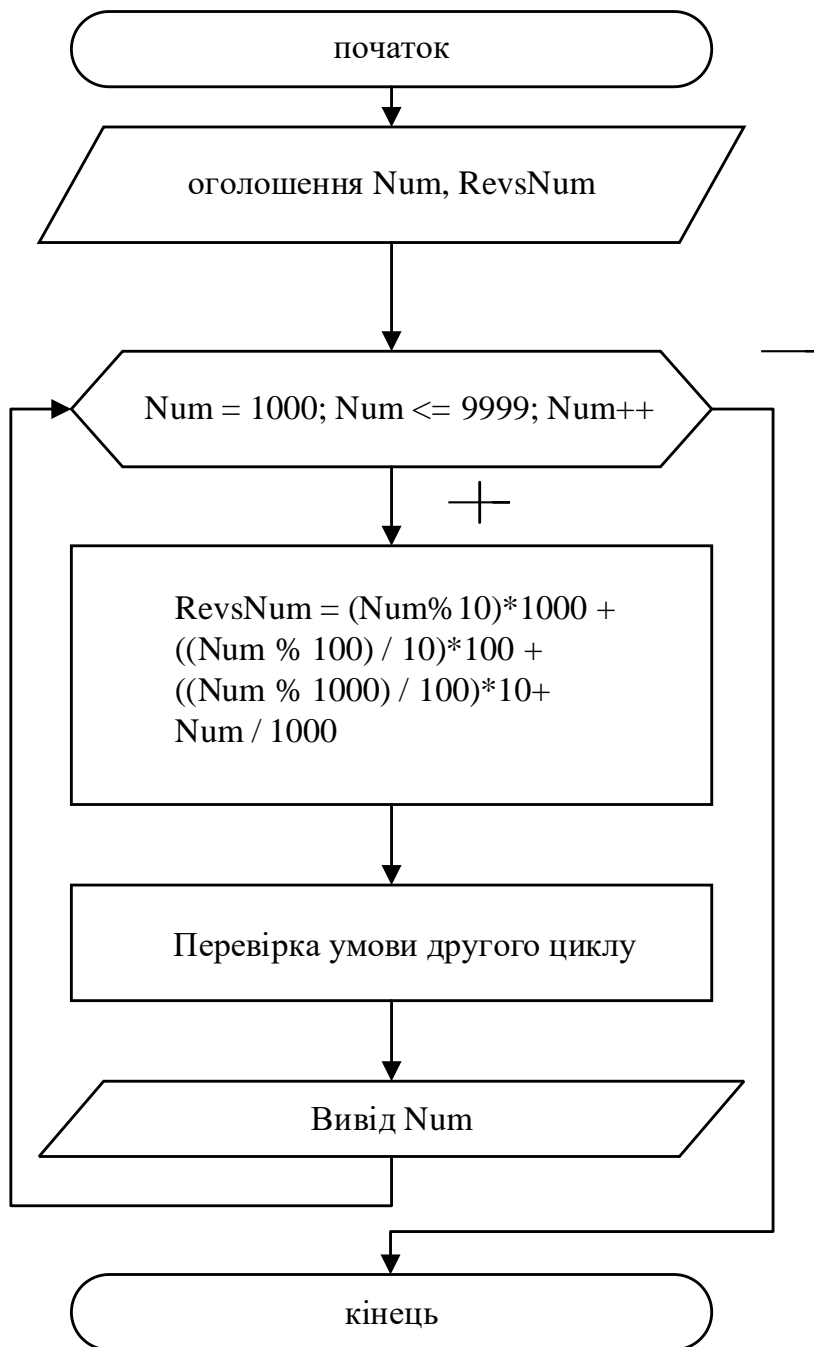 початок
оголошення Num, RevsNum
Num = 1000; Num <= 9999; Num++
RevsNum = (Num%10)*1000 +
((Num % 100) / 10)*100 +
((Num % 1000) / 100)*10+
Num / 1000
Перевірка умови другого циклу
Вивід Num
кінець